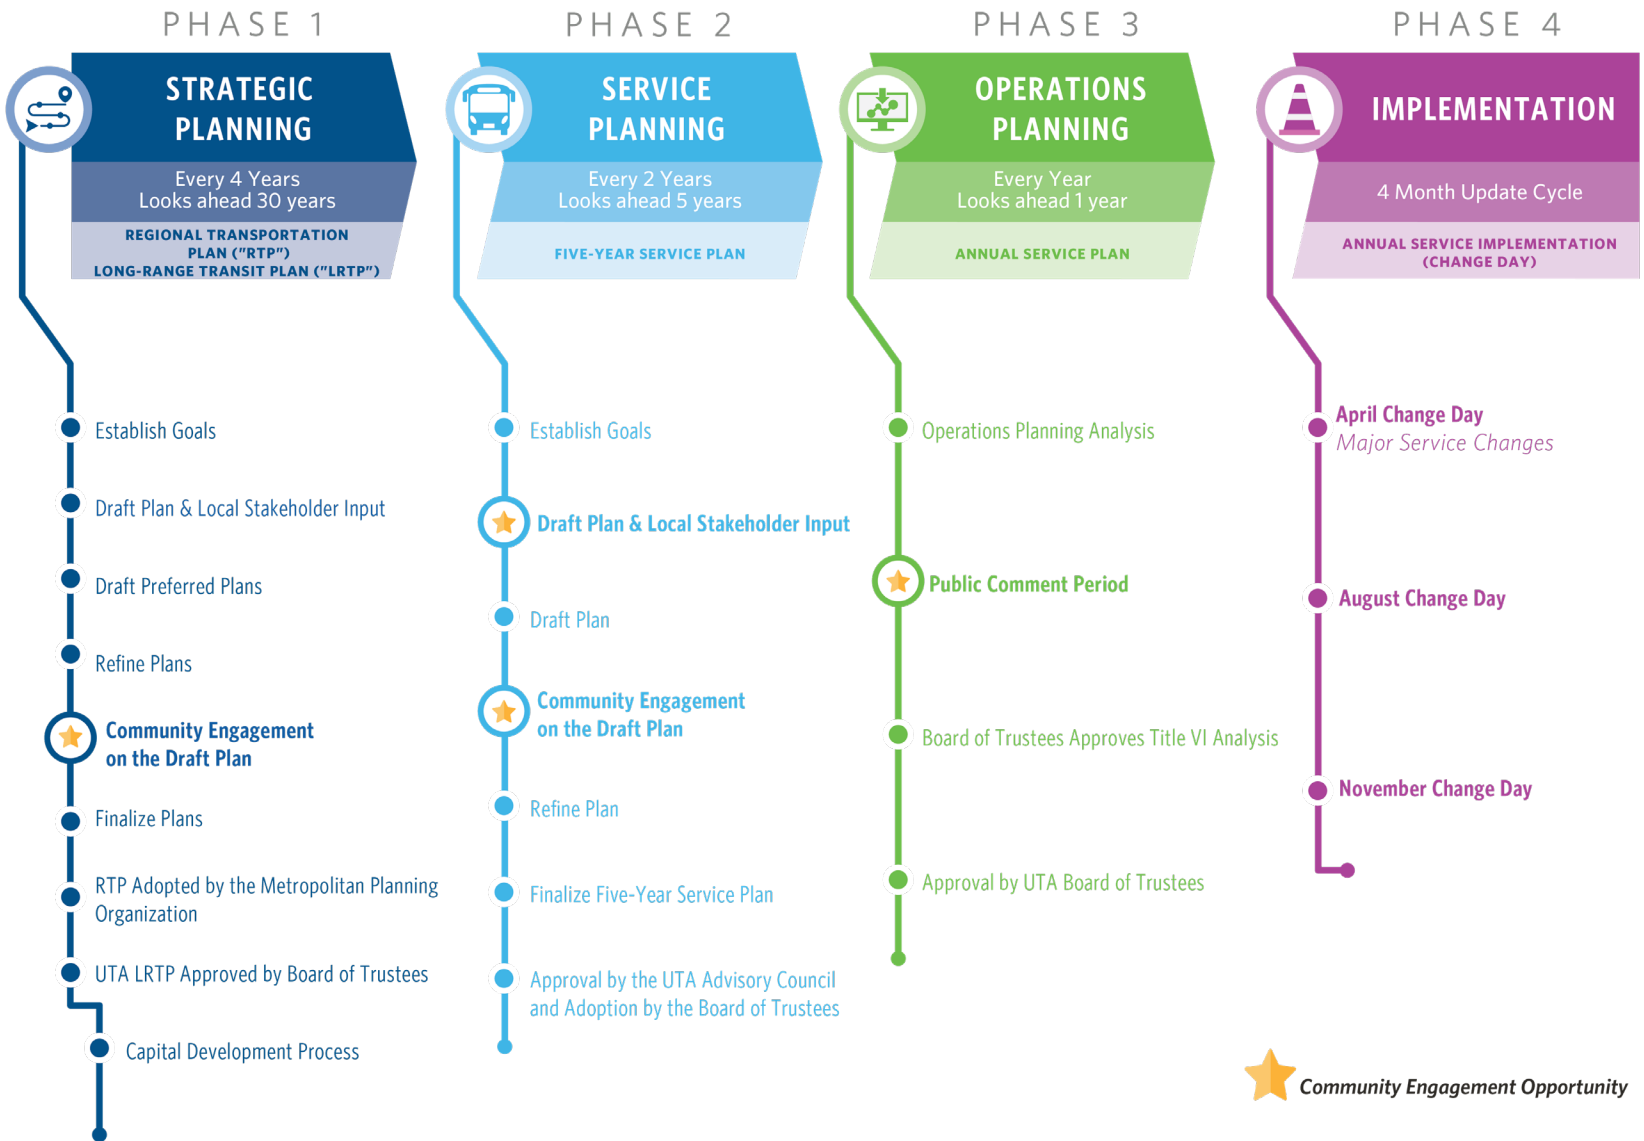 PHASE 1
STRATEGIC
PLANNING
Every 4 Years
Looks ahead 30 years
REGIONAL TRANSPORTATION
PLAN ("RTP")
LONG-RANGE TRANSIT PLAN ("LRTP")
Establish Goals
Draft Plan & Local Stakeholder Input
Draft Preferred Plans
Refine Plans
Community Engagement
on the Draft Plan
Finalize Plans
RTP Adopted by the Metropolitan Planning
Organization
UTA LRTP Approved by Board of Trustees
Capital Development Process
PHASE 2
SERVICE
PLANNING
Every 2 Years
Looks ahead 5 years
FIVE-YEAR SERVICE PLAN
Establish Goals
Draft Plan & Local Stakeholder Input
Draft Plan
Community Engagement
on the Draft Plan
Refine Plan
Finalize Five-Year Service Plan
Approval by the UTA Advisory Council
and Adoption by the Board of Trustees
PHASE 3
OPERATIONS
PLANNING
Every Year
Looks ahead 1 year
ANNUAL SERVICE PLAN
Operations Planning Analysis
Public Comment Period
Board of Trustees Approves Title VI Analysis
Approval by UTA Board of Trustees
PHASE 4
IMPLEMENTATION
4 Month Update Cycle
ANNUAL SERVICE IMPLEMENTATION
(CHANGE DAY)
April Change Day
Major Service Changes
August Change Day
November Change Day
Community Engagement Opportunity